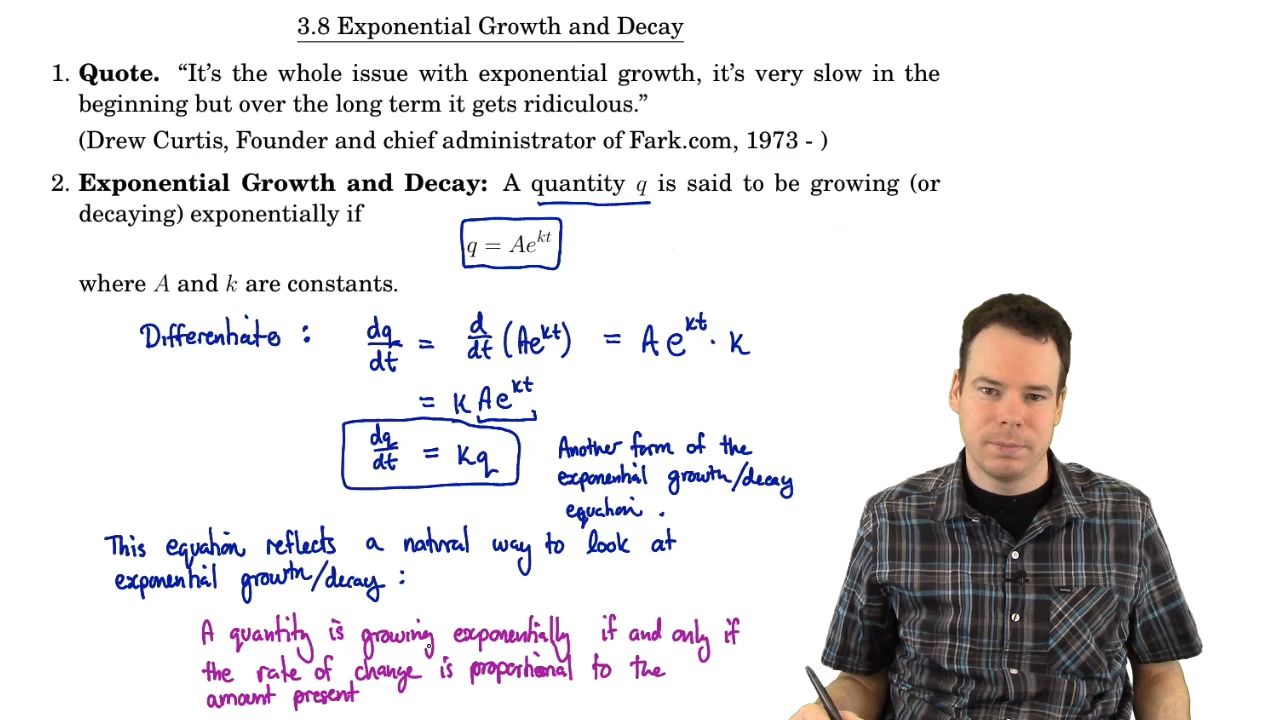 3.8 Exponential Growth and Decay
1. Quote. “It’s the whole issue with exponential growth, it’s very slow in the
beginning but over the long term it gets ridiculous.”
(Drew Curtis, Founder and chief administrator of Fark.com, 1973 - )
2. Exponential Growth and Decay: A quantity q is said to be growing (or
decaying) exponentially if
q = Ae^{kt}
where A and k are constants.
Differentiate : dq/dt = d/dt (Ae^{kt}) = A e^{kt} · k
= k Ae^{kt}
dq/dt = kq
Another form of the
exponential growth/decay
equation .
This equation reflects a natural way to look at
exponential growth/decay :
A quantity is growing exponentially if and only if
the rate of change is proportional to the
amount present